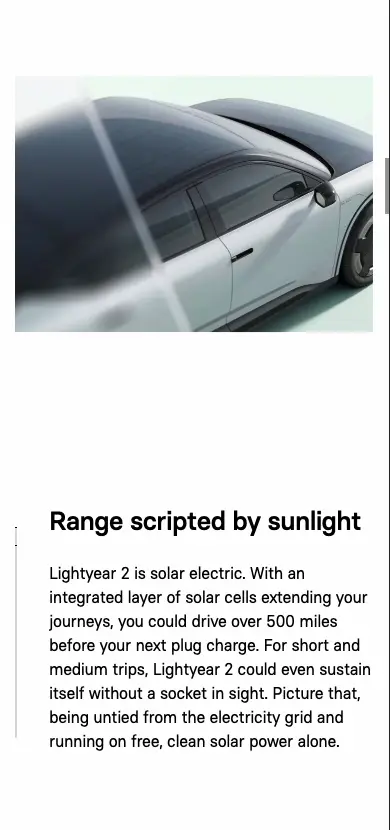 Range scripted by sunlight
Lightyear 2 is solar electric. With an
integrated layer of solar cells extending your
journeys, you could drive over 500 miles
before your next plug charge. For short and
medium trips, Lightyear 2 could even sustain
itself without a socket in sight. Picture that,
being untied from the electricity grid and
running on free, clean solar power alone.